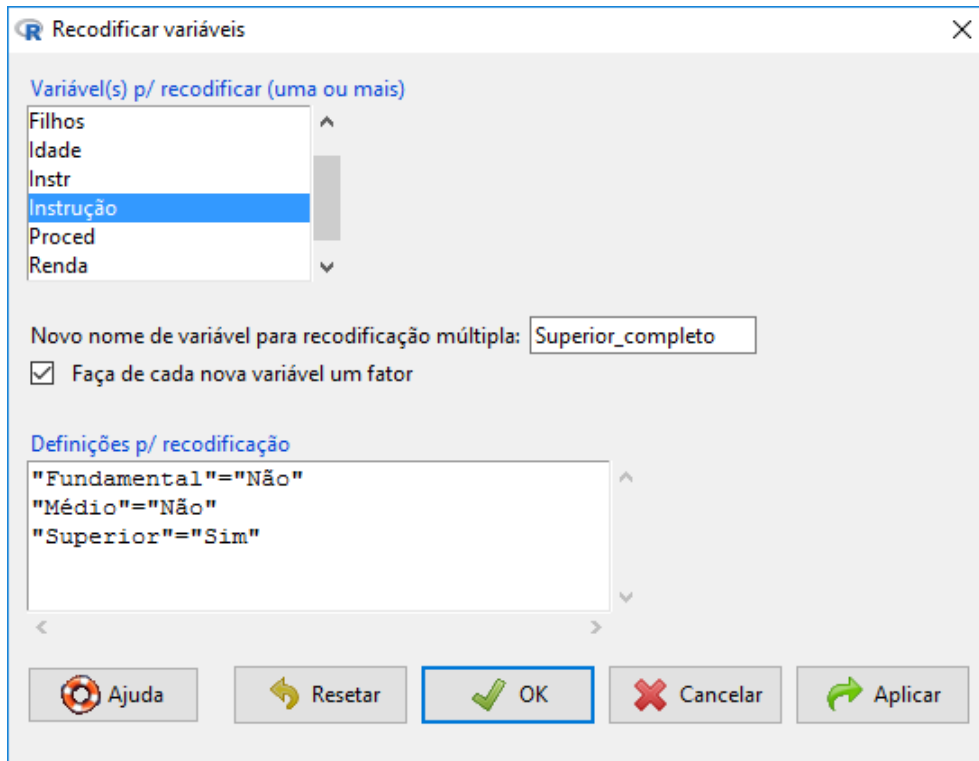 Recodificar variáveis
Variável(s) p/ recodificar (uma ou mais)
Filhos
Idade
Instr
Instrução
Proced
Renda
Novo nome de variável para recodificação múltipla: Superior_completo
Faça de cada nova variável um fator
Definições p/ recodificação
"Fundamental"="Não"
"Médio"="Não"
"Superior"="Sim"
Ajuda Resetar OK Cancelar Aplicar